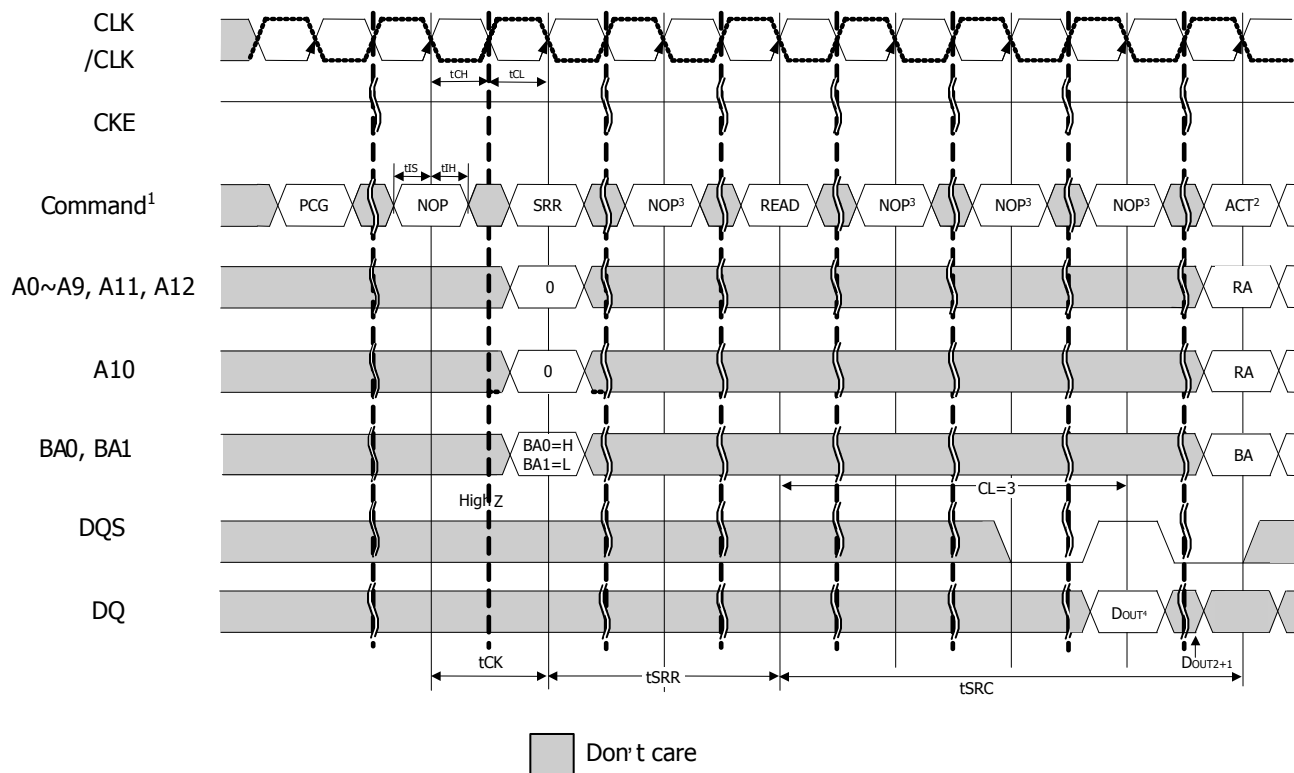 CLK
/CLK
tCH tCL
CKE
tIS tIH
Command1 PCG NOP SRR NOP3 READ NOP3 NOP3 NOP3 ACT2
A0~A9, A11, A12 0 RA
A10 0 RA
BA0, BA1 BA0=H BA
BA1=L
CL=3
High Z
DQS
DQ DOUT4
DOUT2+1
tCK tSRR tSRC
Don't care